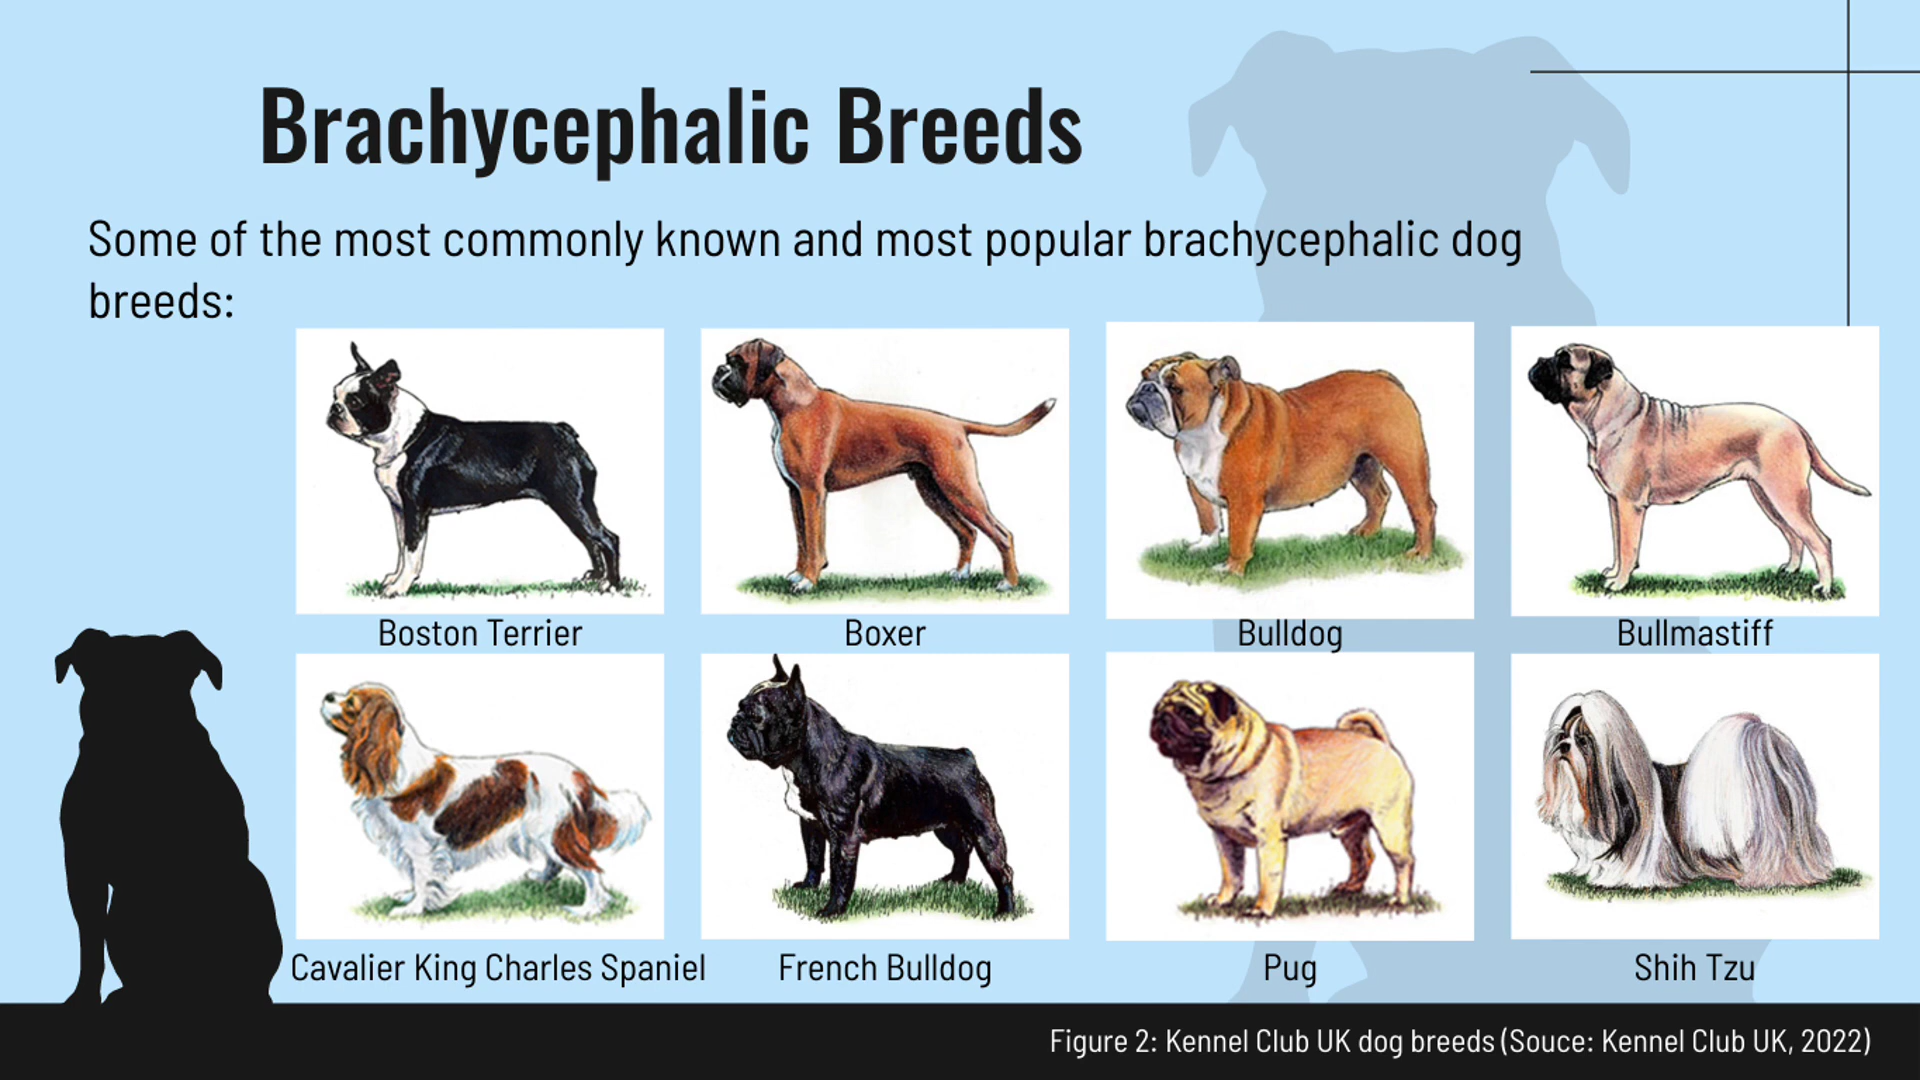 Brachycephalic Breeds
Some of the most commonly known and most popular brachycephalic dog
breeds:
Boston Terrier
Boxer
Bulldog
Bullmastiff
Cavalier King Charles Spaniel
French Bulldog
Pug
Shih Tzu
Figure 2: Kennel Club UK dog breeds (Souce: Kennel Club UK, 2022)